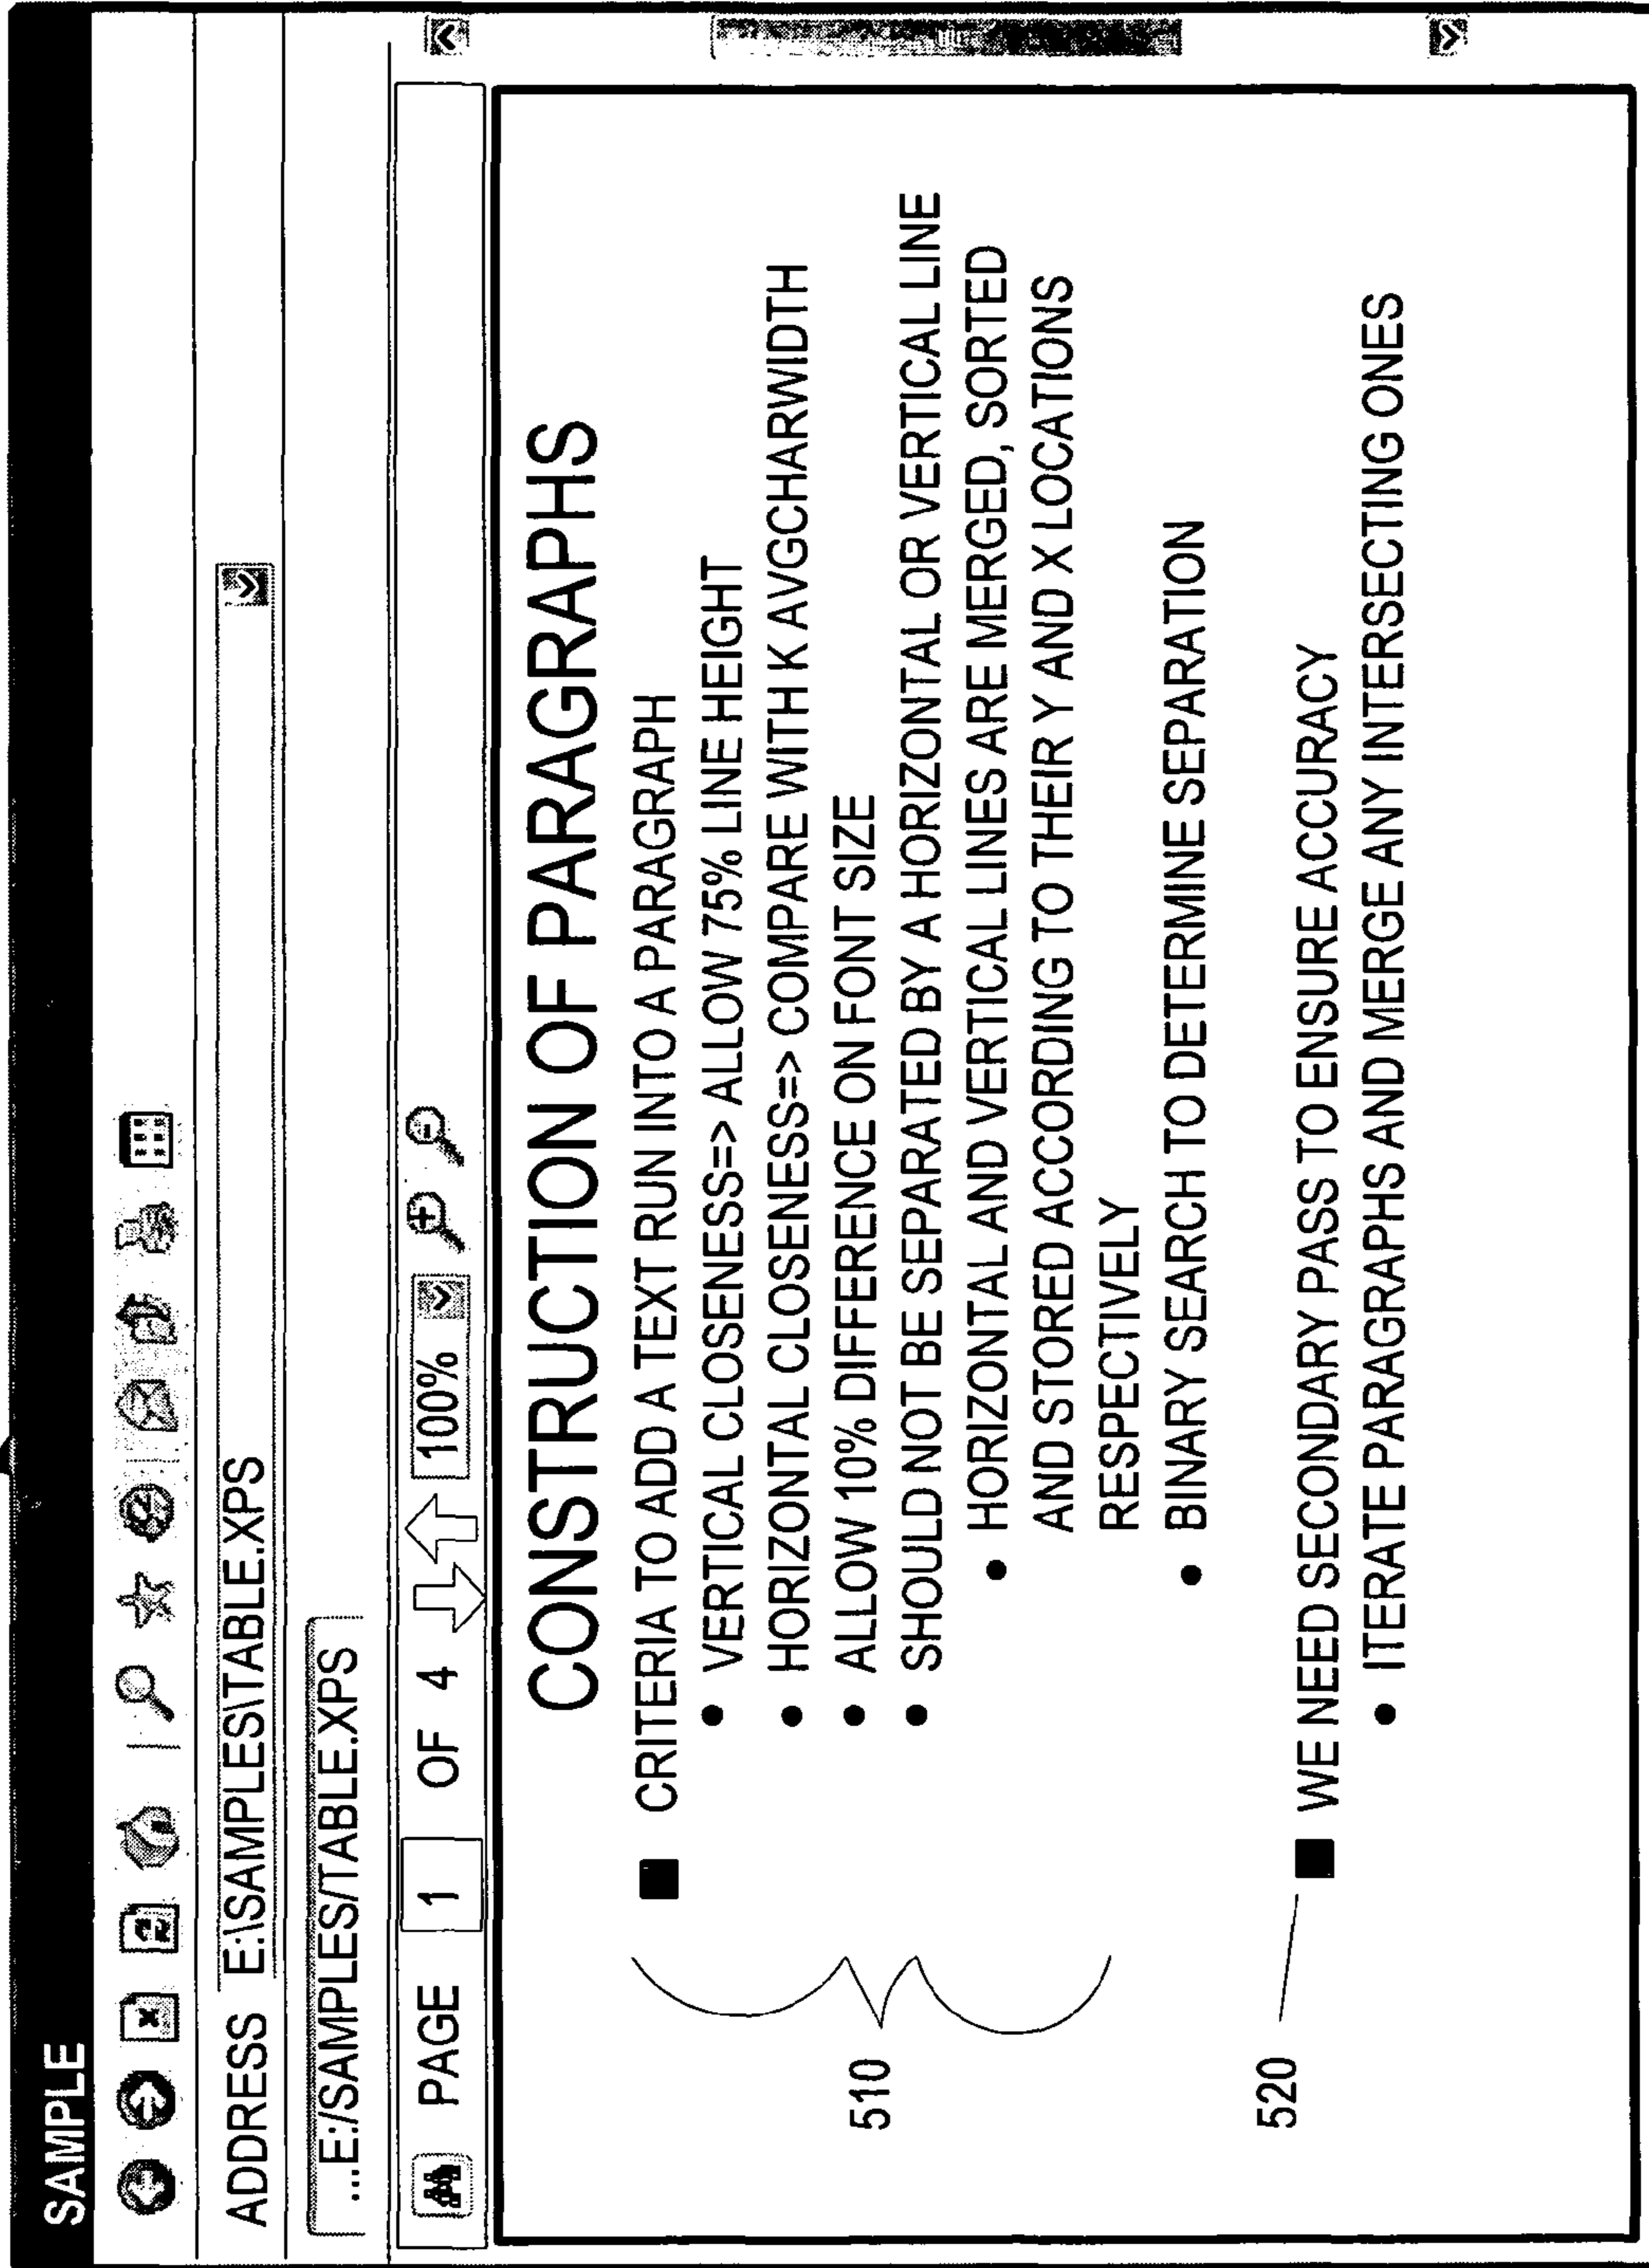 SAMPLE
ADDRESS E:\SAMPLES\TABLE.XPS
...E:/SAMPLES/TABLE.XPS
PAGE 1 OF 4 100%
CONSTRUCTION OF PARAGRAPHS
■ CRITERIA TO ADD A TEXT RUN INTO A PARAGRAPH
• VERTICAL CLOSENESS=> ALLOW 75% LINE HEIGHT
• HORIZONTAL CLOSENESS=> COMPARE WITH K AVGCHARWIDTH
• ALLOW 10% DIFFERENCE ON FONT SIZE
• SHOULD NOT BE SEPARATED BY A HORIZONTAL OR VERTICAL LINE
• HORIZONTAL AND VERTICAL LINES ARE MERGED, SORTED
AND STORED ACCORDING TO THEIR Y AND X LOCATIONS
RESPECTIVELY
• BINARY SEARCH TO DETERMINE SEPARATION
510
■ WE NEED SECONDARY PASS TO ENSURE ACCURACY
• ITERATE PARAGRAPHS AND MERGE ANY INTERSECTING ONES
520